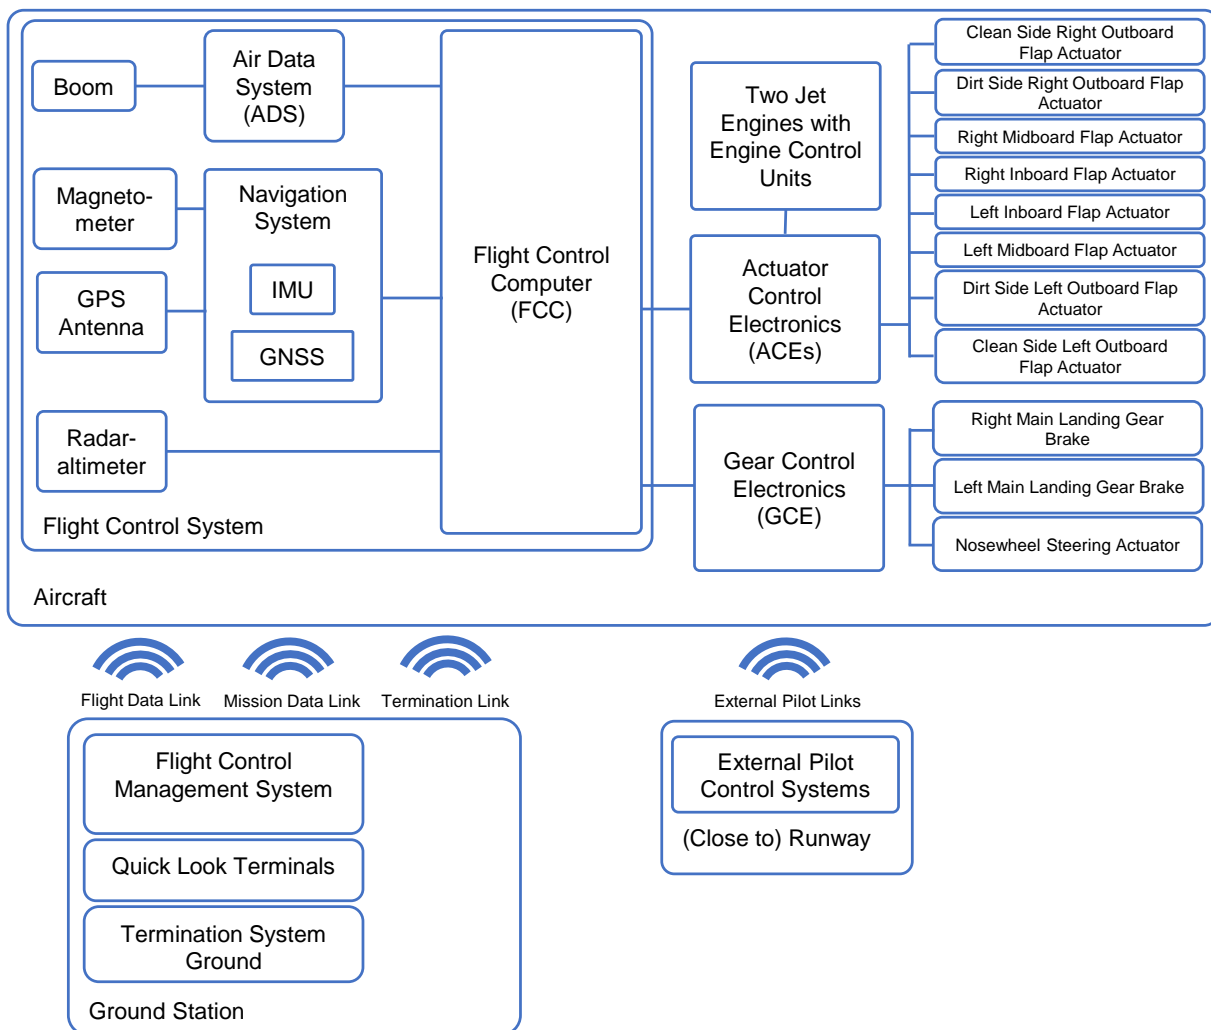 Boom
Air Data
System
(ADS)
Magneto-
meter
Navigation
System
IMU
GNSS
GPS
Antenna
Radar-
altimeter
Flight Control System
Flight Control
Computer
(FCC)
Two Jet
Engines with
Engine Control
Units
Actuator
Control
Electronics
(ACEs)
Gear Control
Electronics
(GCE)
Clean Side Right Outboard
Flap Actuator
Dirt Side Right Outboard Flap
Actuator
Right Midboard Flap Actuator
Right Inboard Flap Actuator
Left Inboard Flap Actuator
Left Midboard Flap Actuator
Dirt Side Left Outboard Flap
Actuator
Clean Side Left Outboard
Flap Actuator
Right Main Landing Gear
Brake
Left Main Landing Gear Brake
Nosewheel Steering Actuator
Aircraft
Flight Data Link
Mission Data Link
Termination Link
External Pilot Links
Flight Control
Management System
Quick Look Terminals
Termination System
Ground
Ground Station
External Pilot
Control Systems
(Close to) Runway